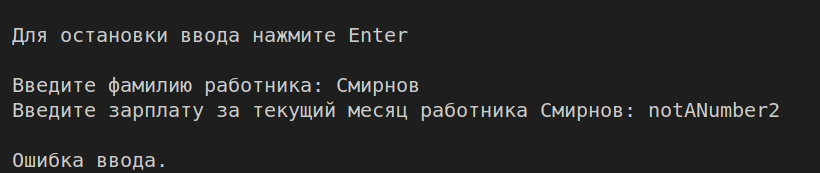 Для остановки ввода нажмите Enter
Введите фамилию работника: Смирнов
Введите зарплату за текущий месяц работника Смирнов: notANumber2
Ошибка ввода.